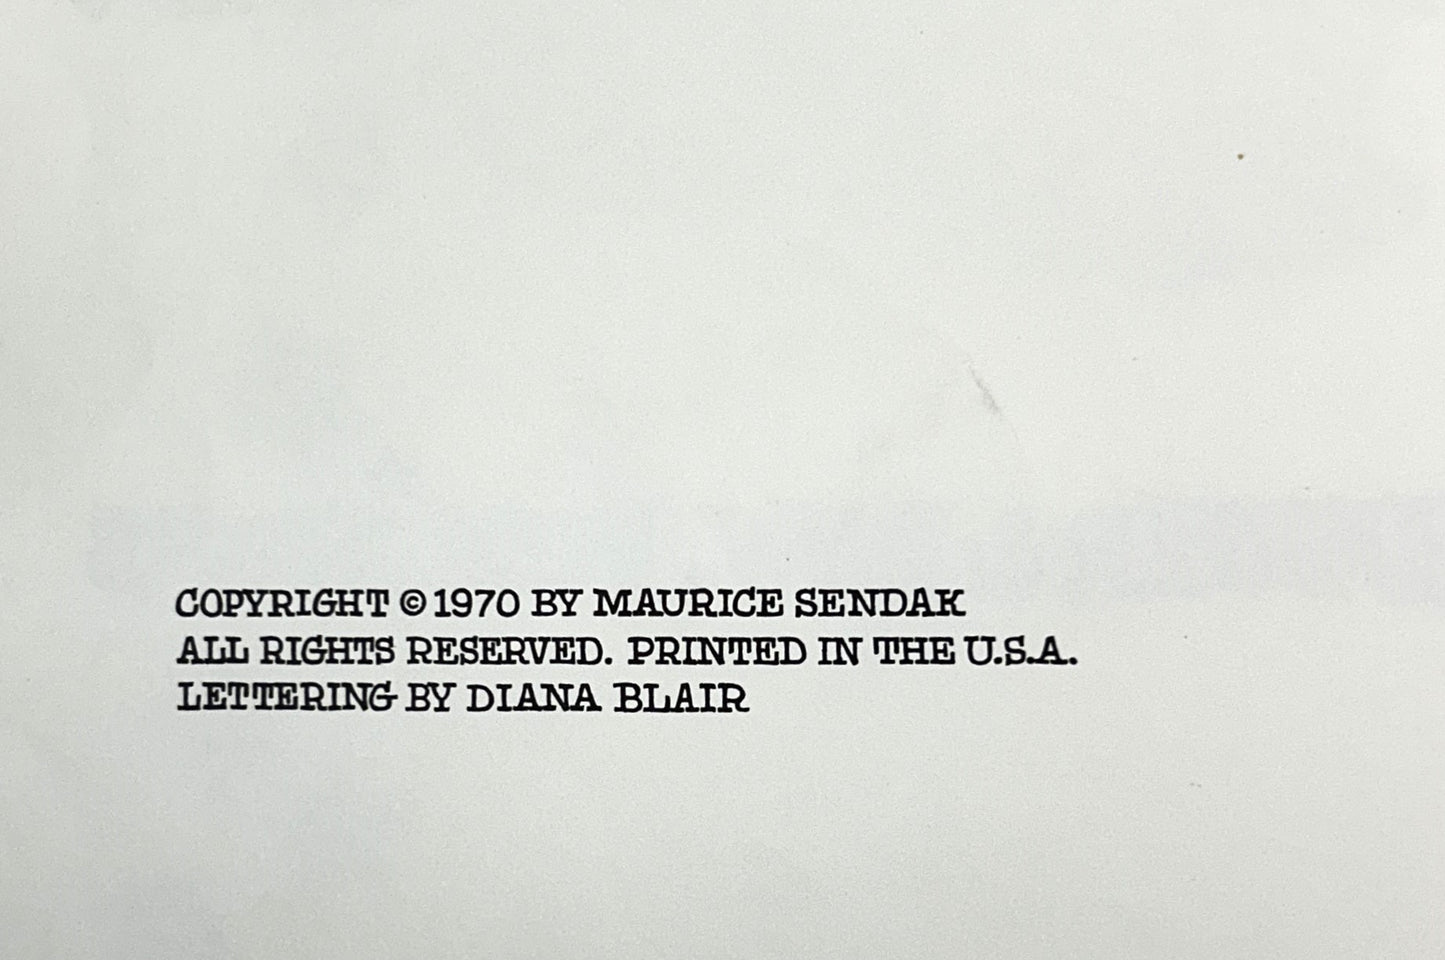 COPYRIGHT © 1970 BY MAURICE SENDAK
ALL RIGHTS RESERVED. PRINTED IN THE U.S.A.
LETTERING BY DIANA BLAIR